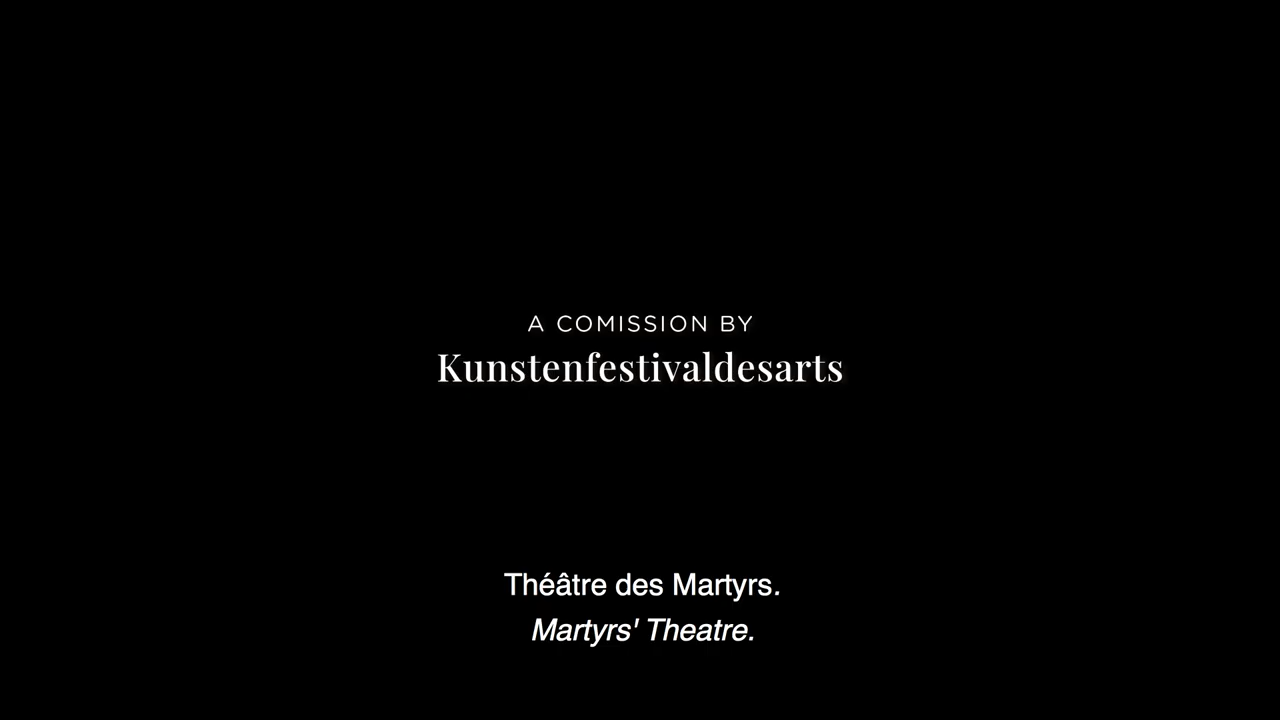 A COMISSION BY
Kunstenfestivaldesarts
Théâtre des Martyrs.
Martyrs' Theatre.